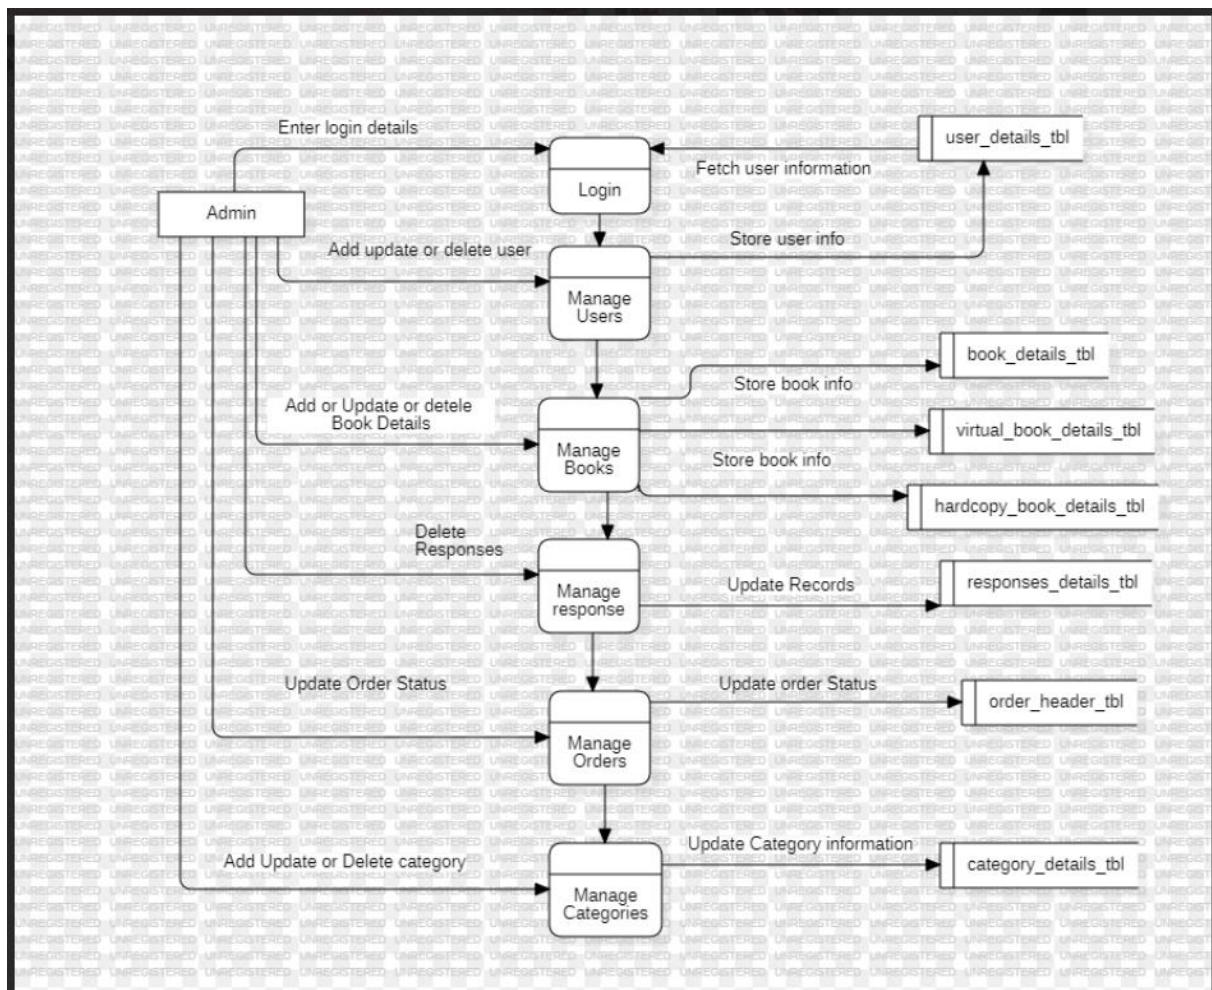 Enter login details
user_details_tbl
Fetch user information
Login
Admin
Store user info
Add update or delete user
Manage
Users
book_details_tbl
Store book info
Add or Update or detele
Book Details
virtual_book_details_tbl
Manage
Books
Store book info
hardcopy_book_details_tbl
Delete
Responses
responses_details_tbl
Update Records
Manage
response
Update Order Status
Update order Status
order_header_tbl
Manage
Orders
Update Category information
Add Update or Delete category
category_details_tbl
Manage
Categories
UNREGISTERED